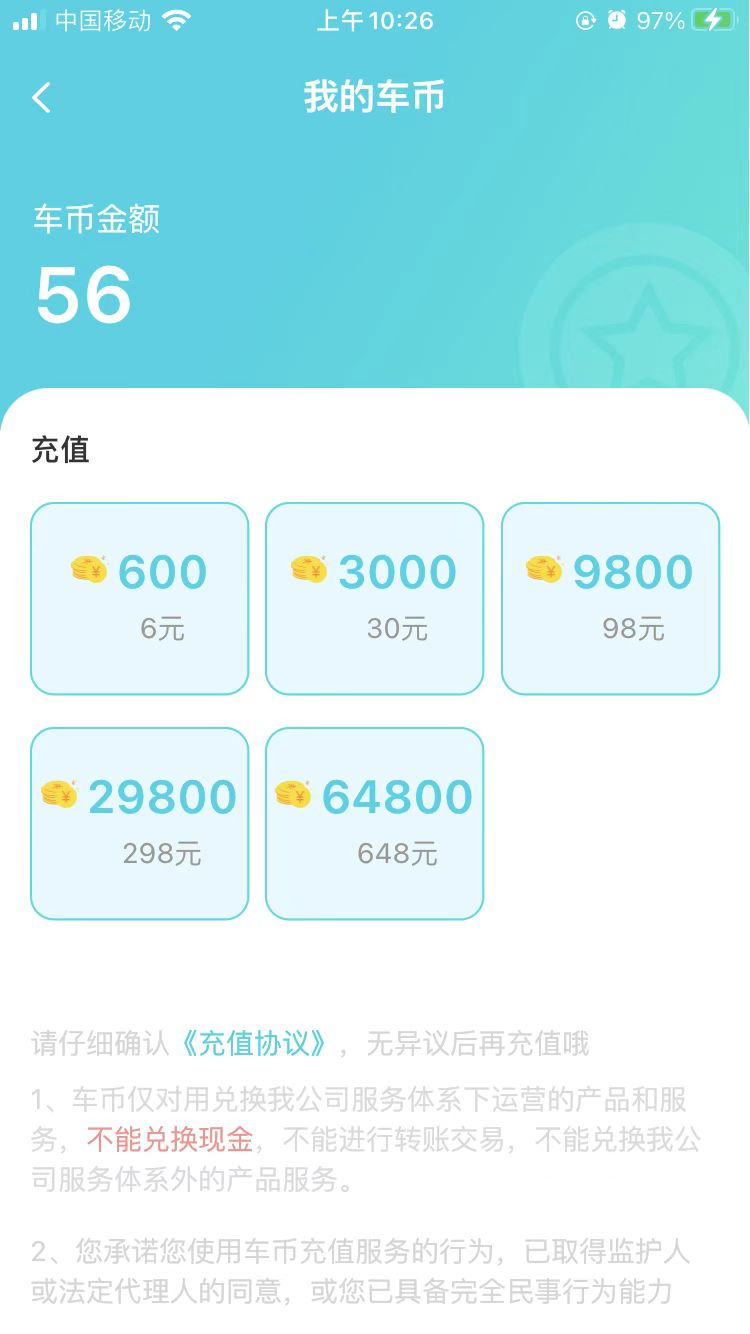 中国移动 上午10:26 97%
我的车币
车币金额
56
充值
600 3000 9800
6元 30元 98元
29800 64800
298元 648元
请仔细确认《充值协议》，无异议后再充值哦
1、车币仅对用兑换我公司服务体系下运营的产品和服
务，不能兑换现金，不能进行转账交易，不能兑换我公
司服务体系外的产品服务。
2、您承诺您使用车币充值服务的行为，已取得监护人
或法定代理人的同意，或您已具备完全民事行为能力